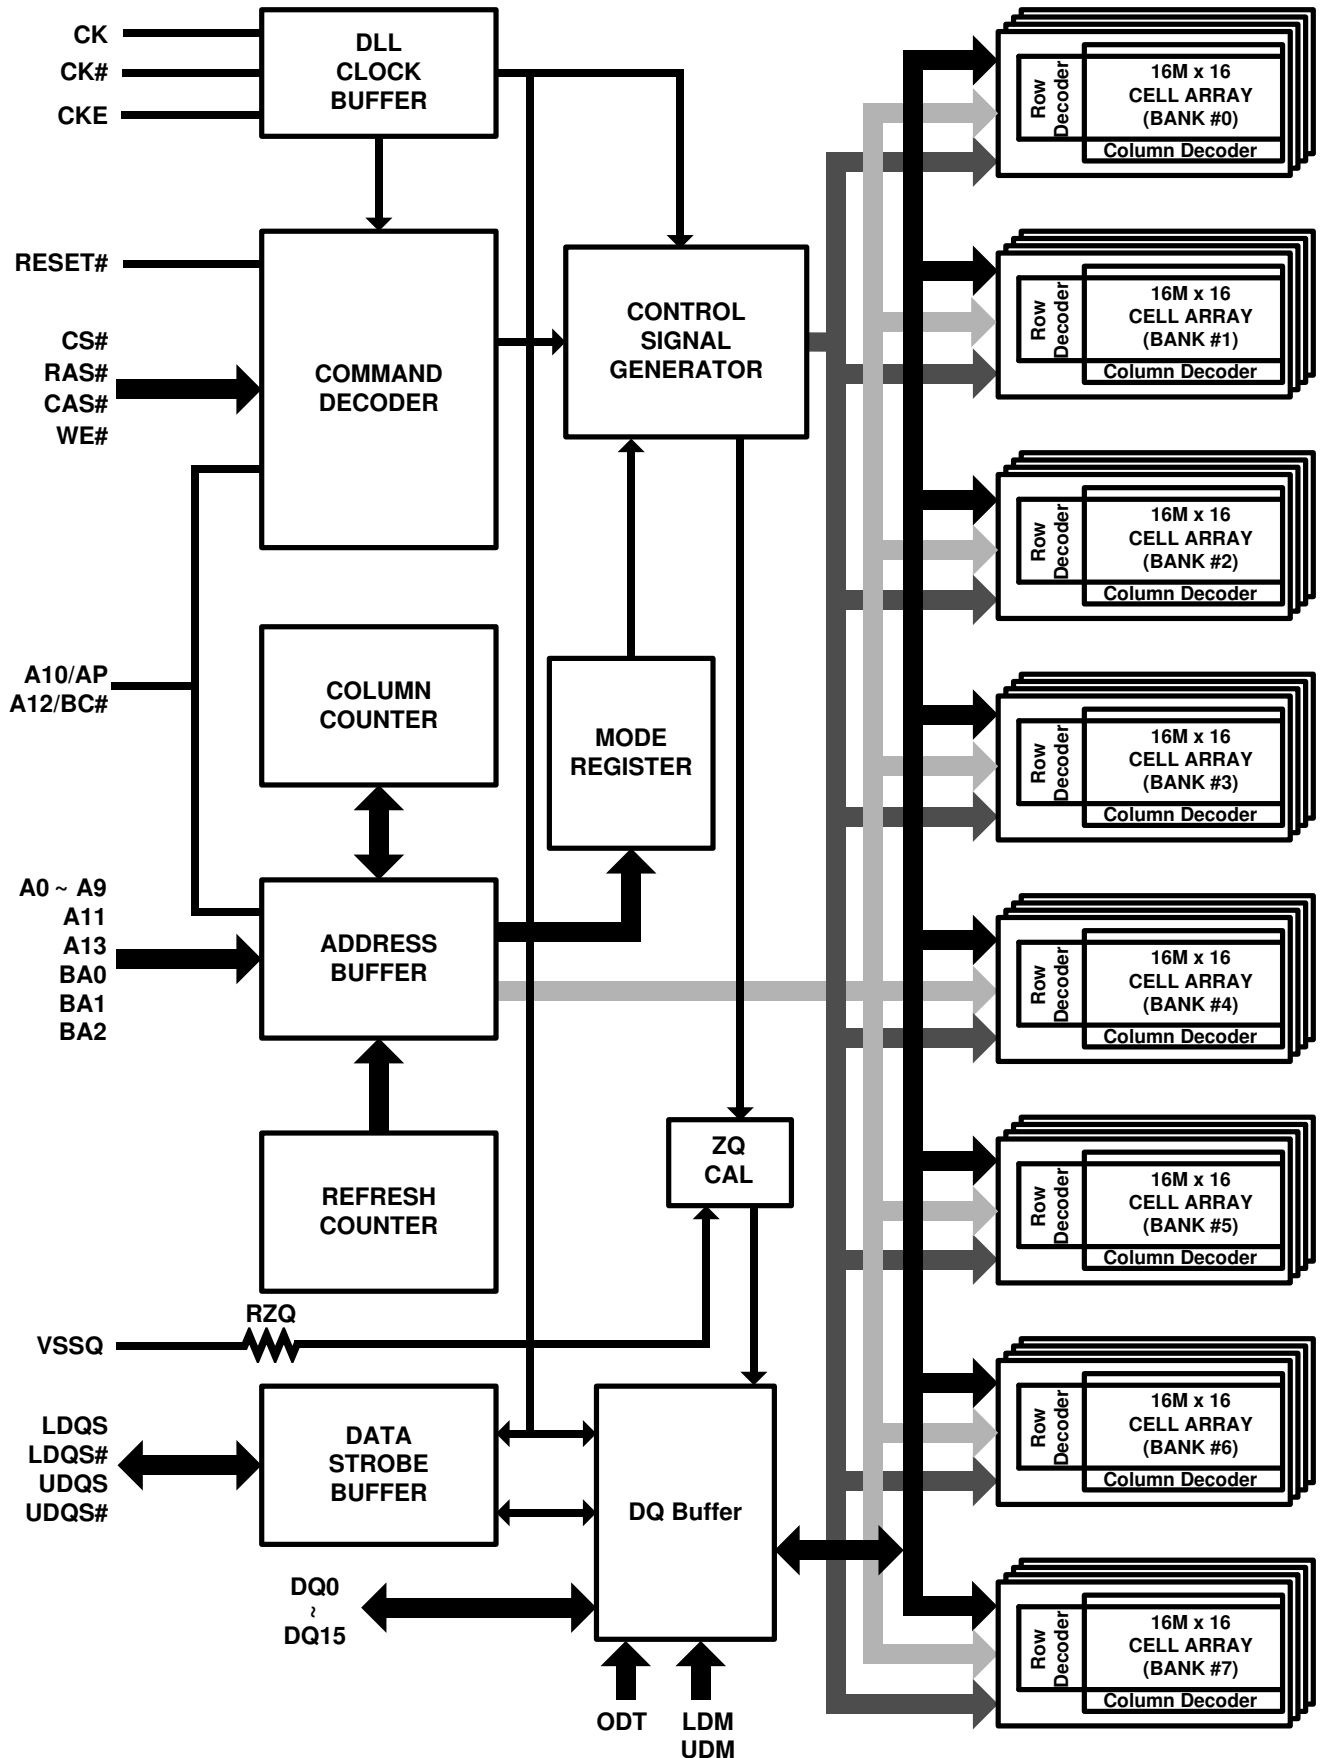 CK
CK#
CKE
DLL
CLOCK
BUFFER
RESET#
CS#
RAS#
CAS#
WE#
COMMAND
DECODER
CONTROL
SIGNAL
GENERATOR
A10/AP
A12/BC#
COLUMN
COUNTER
MODE
REGISTER
A0 ~ A9
A11
A13
BA0
BA1
BA2
ADDRESS
BUFFER
REFRESH
COUNTER
ZQ
CAL
RZQ
VSSQ
LDQS
LDQS#
UDQS
UDQS#
DATA
STROBE
BUFFER
DQ Buffer
DQ0
~
DQ15
ODT
LDM
UDM
Row
Decoder
16M x 16
CELL ARRAY
(BANK #0)
Column Decoder
Row
Decoder
16M x 16
CELL ARRAY
(BANK #1)
Column Decoder
Row
Decoder
16M x 16
CELL ARRAY
(BANK #2)
Column Decoder
Row
Decoder
16M x 16
CELL ARRAY
(BANK #3)
Column Decoder
Row
Decoder
16M x 16
CELL ARRAY
(BANK #4)
Column Decoder
Row
Decoder
16M x 16
CELL ARRAY
(BANK #5)
Column Decoder
Row
Decoder
16M x 16
CELL ARRAY
(BANK #6)
Column Decoder
Row
Decoder
16M x 16
CELL ARRAY
(BANK #7)
Column Decoder